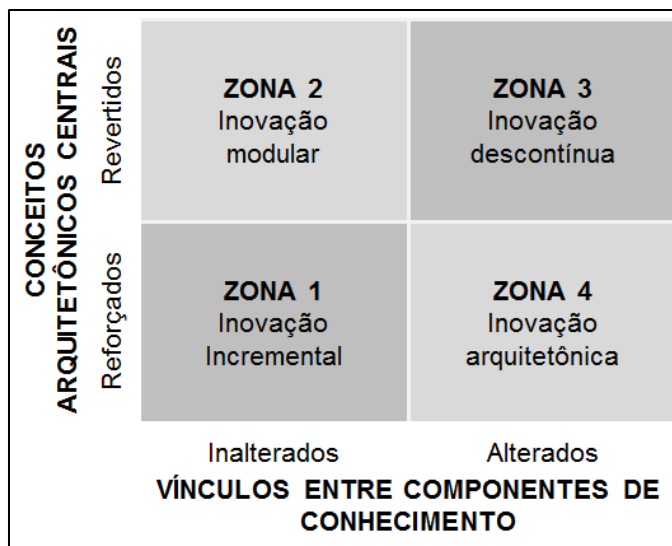 CONCEITOS
ARQUITETÔNICOS CENTRAIS
Revertidos
Reforçados
ZONA 2
Inovação
modular
ZONA 3
Inovação
descontínua
ZONA 1
Inovação
Incremental
ZONA 4
Inovação
arquitetônica
Inalterados
Alterados
VÍNCULOS ENTRE COMPONENTES DE
CONHECIMENTO